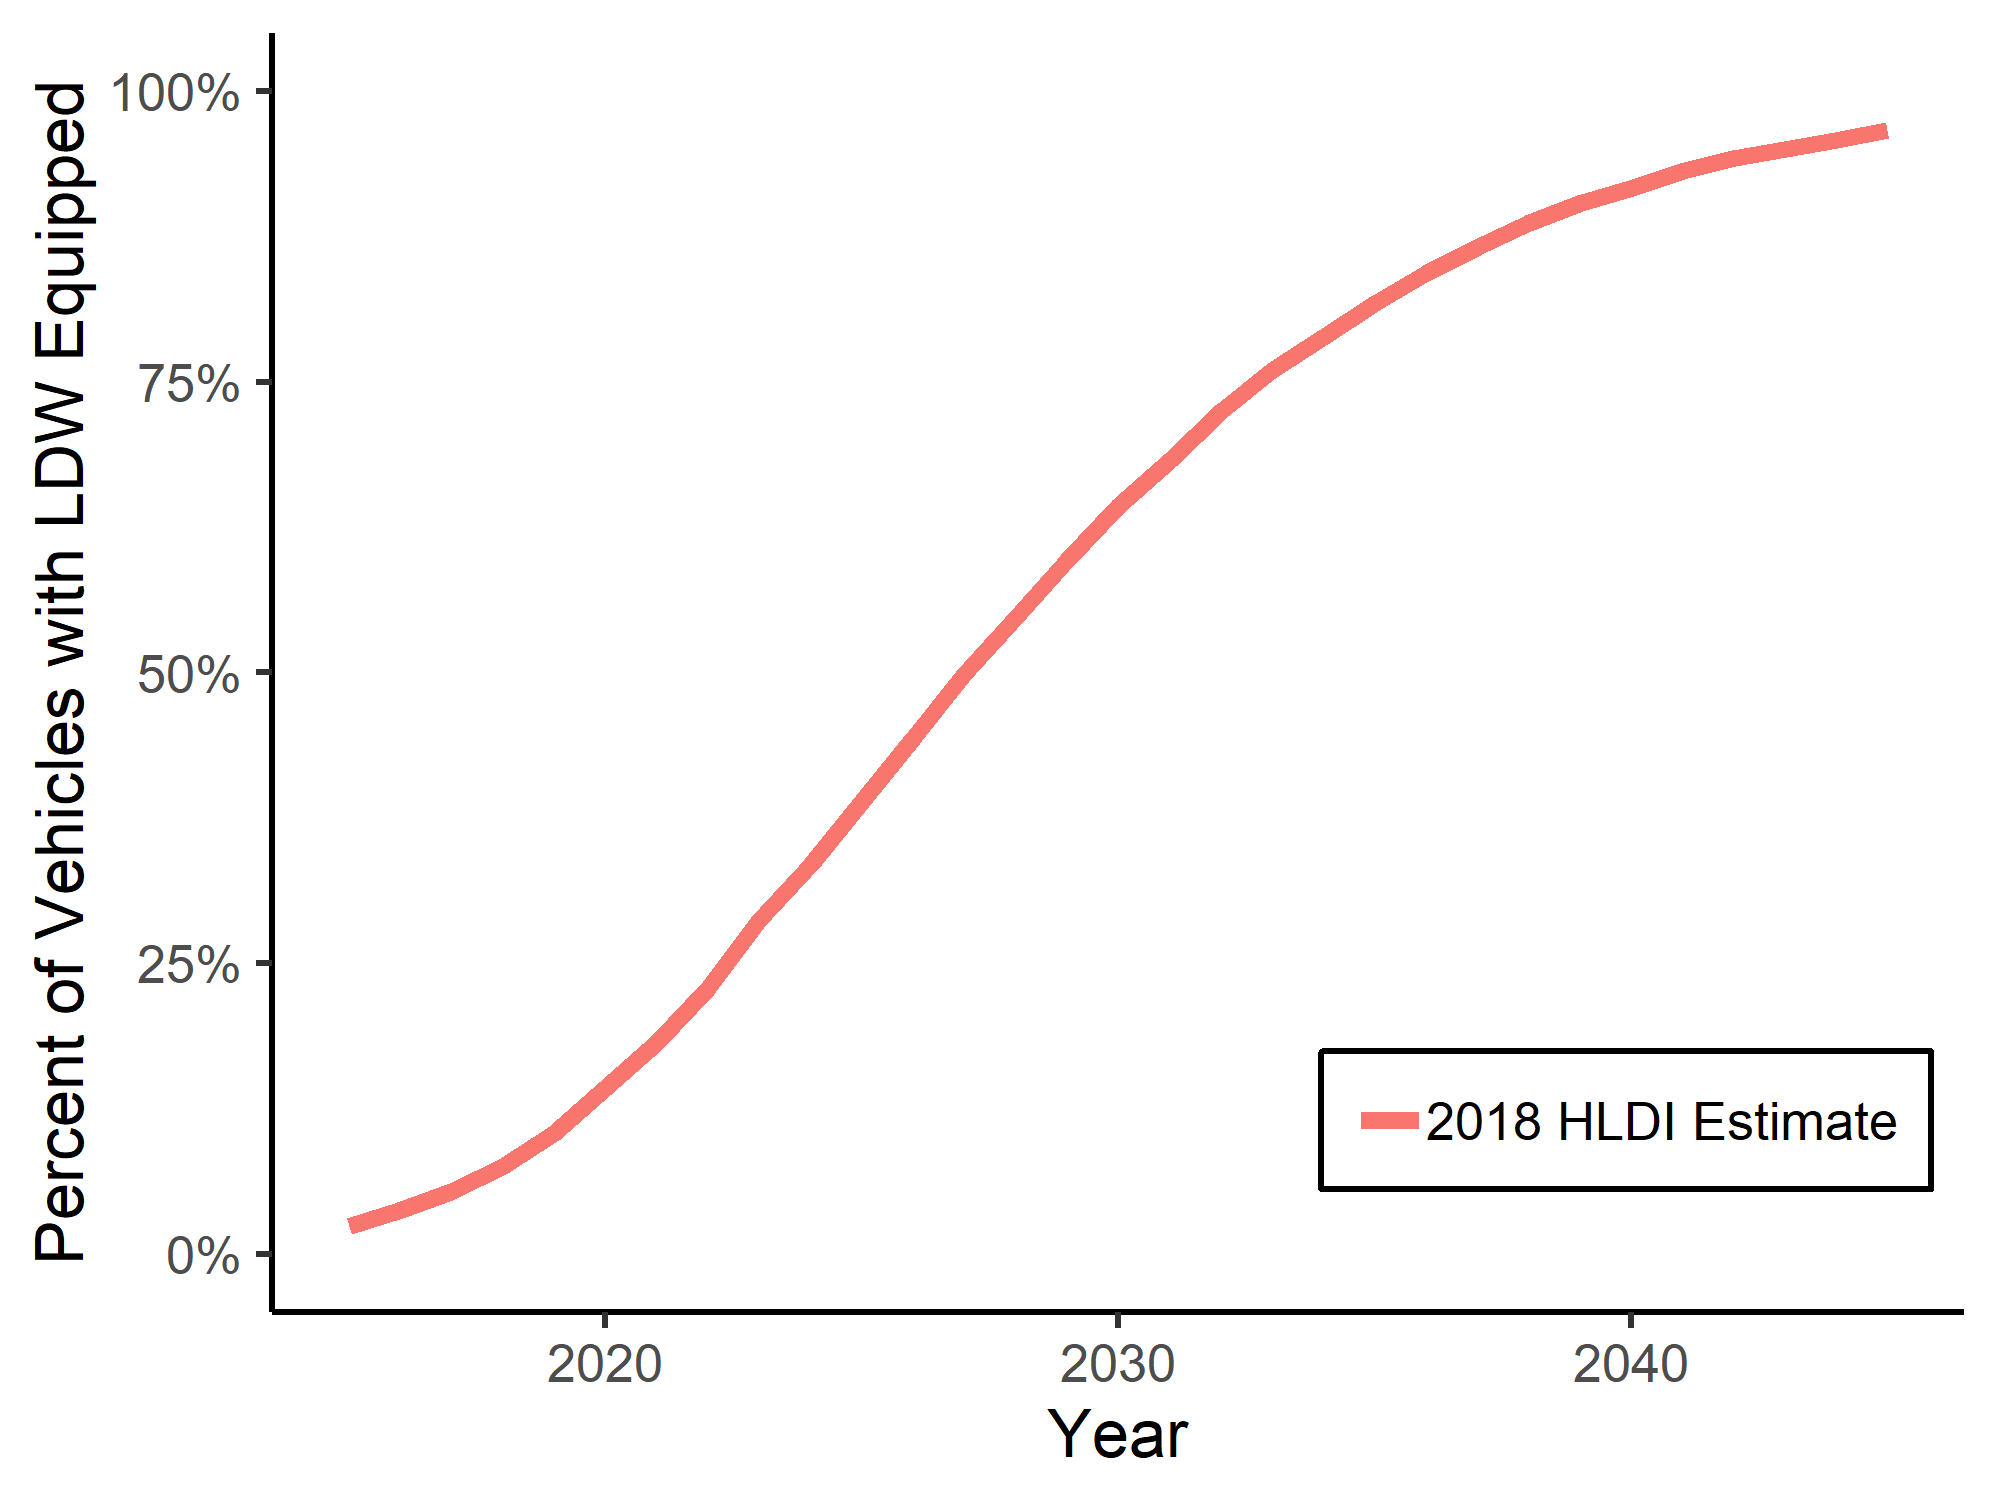 Percent of Vehicles with LDW Equipped
100%
75%
50%
25%
0%
2018 HLDI Estimate
2020
2030
2040
Year